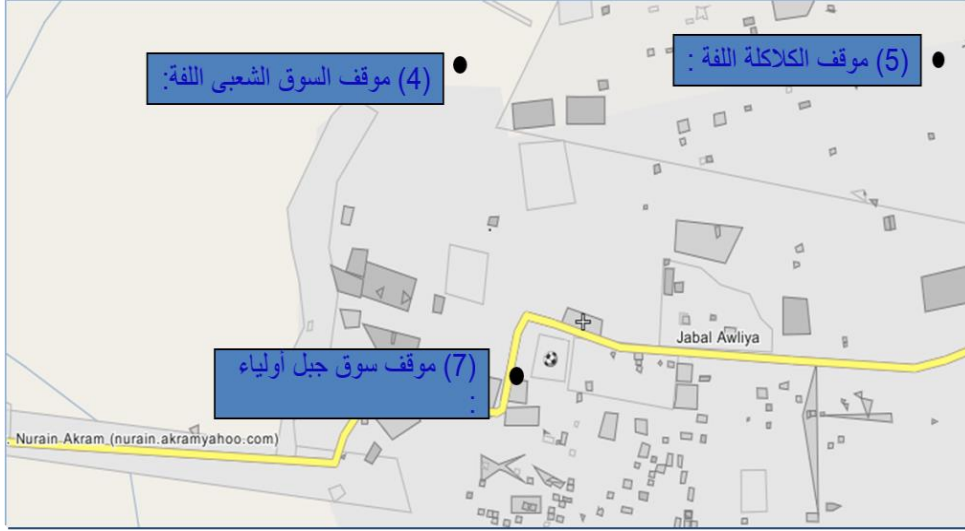 (5) موقف الكلاكلة اللفة :
(4) موقف السوق الشعبى اللفة:
Jabal Awliya
(7) موقف سوق جبل أولياء
:
. Nurain Akram (nurain.akramyahoo.com)